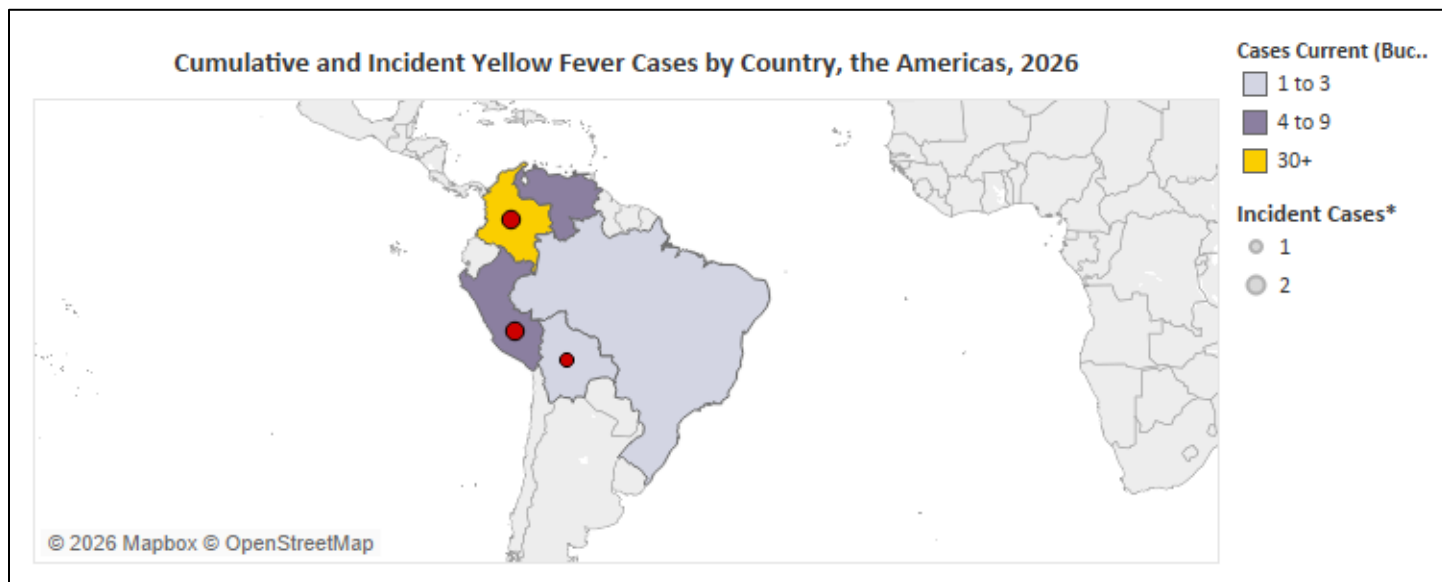 Cumulative and Incident Yellow Fever Cases by Country, the Americas, 2026
Cases Current (Buc..
1 to 3
4 to 9
30+
Incident Cases*
1
2
© 2026 Mapbox © OpenStreetMap